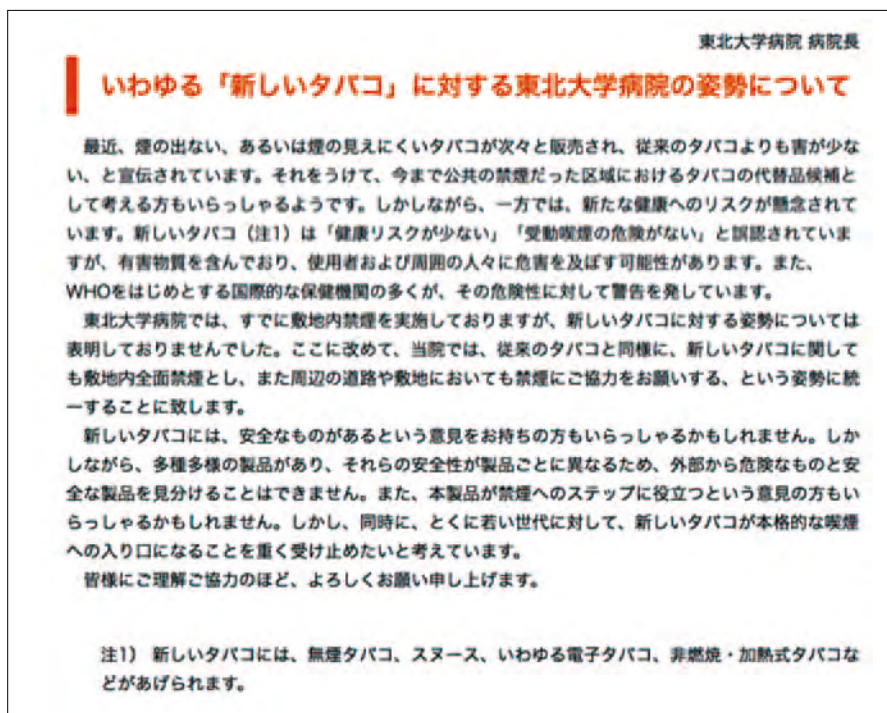 東北大学病院 病院長
いわゆる「新しいタバコ」に対する東北大学病院の姿勢について
最近、煙の出ない、あるいは煙の見えにくいタバコが次々と販売され、従来のタバコよりも害が少な
い、と宣伝されています。それをうけて、今まで公共の禁煙だった区域におけるタバコの代替品候補と
して考える方もいらっしゃるようです。しかしながら、一方では、新たな健康へのリスクが懸念されて
います。新しいタバコ（注1）は「健康リスクが少ない」「受動喫煙の危険がない」と誤認されていま
すが、有害物質を含んでおり、使用者および周囲の人々に危害を及ぼす可能性があります。また、
WHOをはじめとする国際的な保健機関の多くが、その危険性に対して警告を発しています。
東北大学病院では、すでに敷地内禁煙を実施しておりますが、新しいタバコに対する姿勢については
表明しておりませんでした。ここに改めて、当院では、従来のタバコと同様に、新しいタバコに関して
も敷地内全面禁煙とし、また周辺の道路や敷地においても禁煙にご協力をお願いする、という姿勢に統
一することに致します。
新しいタバコには、安全なものがあるという意見をお持ちの方もいらっしゃるかもしれません。しか
しながら、多種多様の製品があり、それらの安全性が製品ごとに異なるため、外部から危険なものと安
全な製品を見分けることはできません。また、本製品が禁煙へのステップに役立つという意見の方もい
らっしゃるかもしれません。しかし、同時に、とくに若い世代に対して、新しいタバコが本格的な喫煙
への入り口になることを重く受け止めたいと考えています。
皆様にご理解ご協力のほど、よろしくお願い申し上げます。
注1） 新しいタバコには、無煙タバコ、スヌース、いわゆる電子タバコ、非燃焼・加熱式タバコな
どがあげられます。